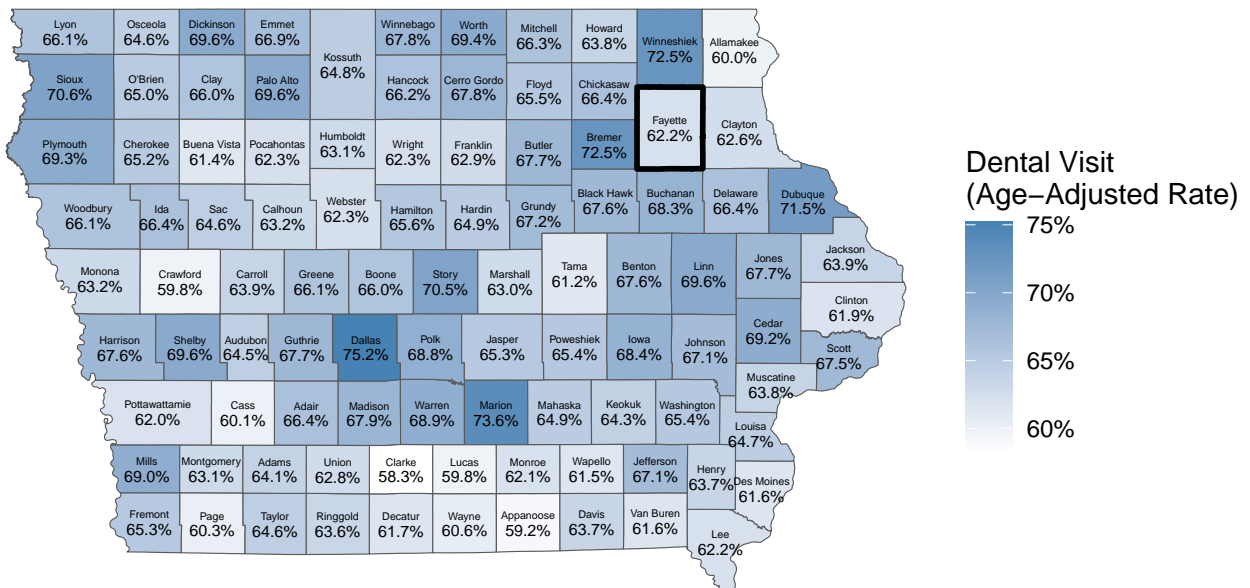 Lyon
66.1%
Osceola
64.6%
Dickinson
69.6%
Emmet
66.9%
Winnebago
67.8%
Worth
69.4%
Mitchell
66.3%
Howard
63.8%
Winneshiek
72.5%
Allamakee
60.0%
Kossuth
64.8%
Sioux
70.6%
O'Brien
65.0%
Clay
66.0%
Palo Alto
69.6%
Hancock
66.2%
Cerro Gordo
67.8%
Floyd
65.5%
Chickasaw
66.4%
Fayette
62.2%
Clayton
62.6%
Plymouth
69.3%
Cherokee
65.2%
Buena Vista
61.4%
Pocahontas
62.3%
Humboldt
63.1%
Wright
62.3%
Franklin
62.9%
Butler
67.7%
Bremer
72.5%
Woodbury
66.1%
Ida
66.4%
Sac
64.6%
Calhoun
63.2%
Webster
62.3%
Hamilton
65.6%
Hardin
64.9%
Grundy
67.2%
Black Hawk
67.6%
Buchanan
68.3%
Delaware
66.4%
Dubuque
71.5%
Monona
63.2%
Crawford
59.8%
Carroll
63.9%
Greene
66.1%
Boone
66.0%
Story
70.5%
Marshall
63.0%
Tama
61.2%
Benton
67.6%
Linn
69.6%
Jones
67.7%
Jackson
63.9%
Clinton
61.9%
Harrison
67.6%
Shelby
69.6%
Audubon
64.5%
Guthrie
67.7%
Dallas
75.2%
Polk
68.8%
Jasper
65.3%
Poweshiek
65.4%
Iowa
68.4%
Johnson
67.1%
Cedar
69.2%
Scott
67.5%
Muscatine
63.8%
Pottawattamie
62.0%
Cass
60.1%
Adair
66.4%
Madison
67.9%
Warren
68.9%
Marion
73.6%
Mahaska
64.9%
Keokuk
64.3%
Washington
65.4%
Louisa
64.7%
Mills
69.0%
Montgomery
63.1%
Adams
64.1%
Union
62.8%
Clarke
58.3%
Lucas
59.8%
Monroe
62.1%
Wapello
61.5%
Jefferson
67.1%
Henry
63.7%
Des Moines
61.6%
Fremont
65.3%
Page
60.3%
Taylor
64.6%
Ringgold
63.6%
Decatur
61.7%
Wayne
60.6%
Appanoose
59.2%
Davis
63.7%
Van Buren
61.6%
Lee
62.2%
Dental Visit
(Age−Adjusted Rate)
75%
70%
65%
60%